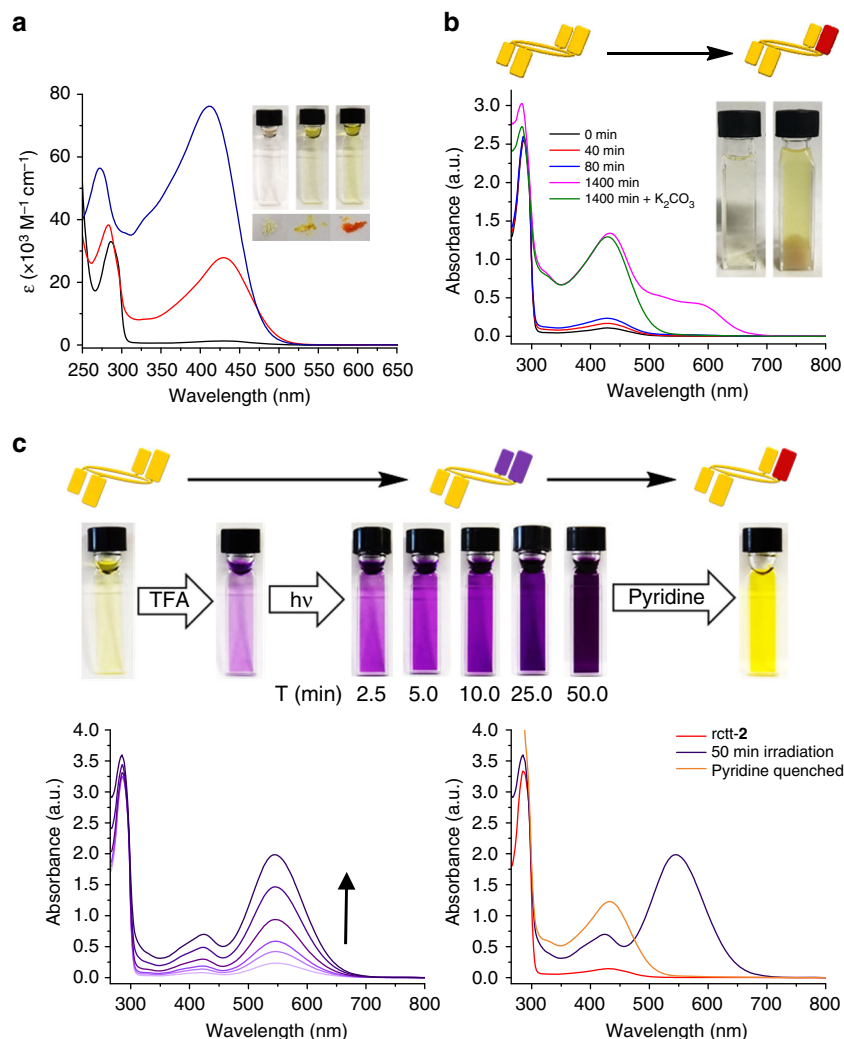 a
80
60
40
20
0
ε (×10³ M⁻¹ cm⁻¹)
250 300 350 400 450 500 550 600 650
Wavelength (nm)
b
3.0
2.5
2.0
1.5
1.0
0.5
0.0
Absorbance (a.u.)
0 min
40 min
80 min
1400 min
1400 min + K₂CO₃
300 400 500 600 700 800
Wavelength (nm)
c
TFA
hν
Pyridine
T (min) 2.5 5.0 10.0 25.0 50.0
4.0
3.5
3.0
2.5
2.0
1.5
1.0
0.5
0.0
Absorbance (a.u.)
300 400 500 600 700 800
Wavelength (nm)
4.0
3.5
3.0
2.5
2.0
1.5
1.0
0.5
0.0
Absorbance (a.u.)
rctt-2
50 min irradiation
Pyridine quenched
300 400 500 600 700 800
Wavelength (nm)